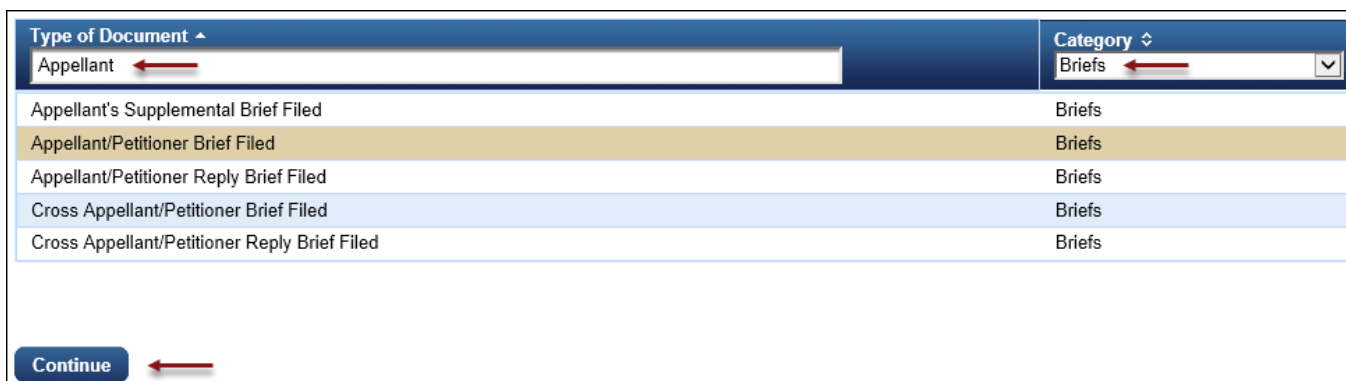 Type of Document Category
Appellant Briefs
Appellant's Supplemental Brief Filed Briefs
Appellant/Petitioner Brief Filed Briefs
Appellant/Petitioner Reply Brief Filed Briefs
Cross Appellant/Petitioner Brief Filed Briefs
Cross Appellant/Petitioner Reply Brief Filed Briefs
Continue